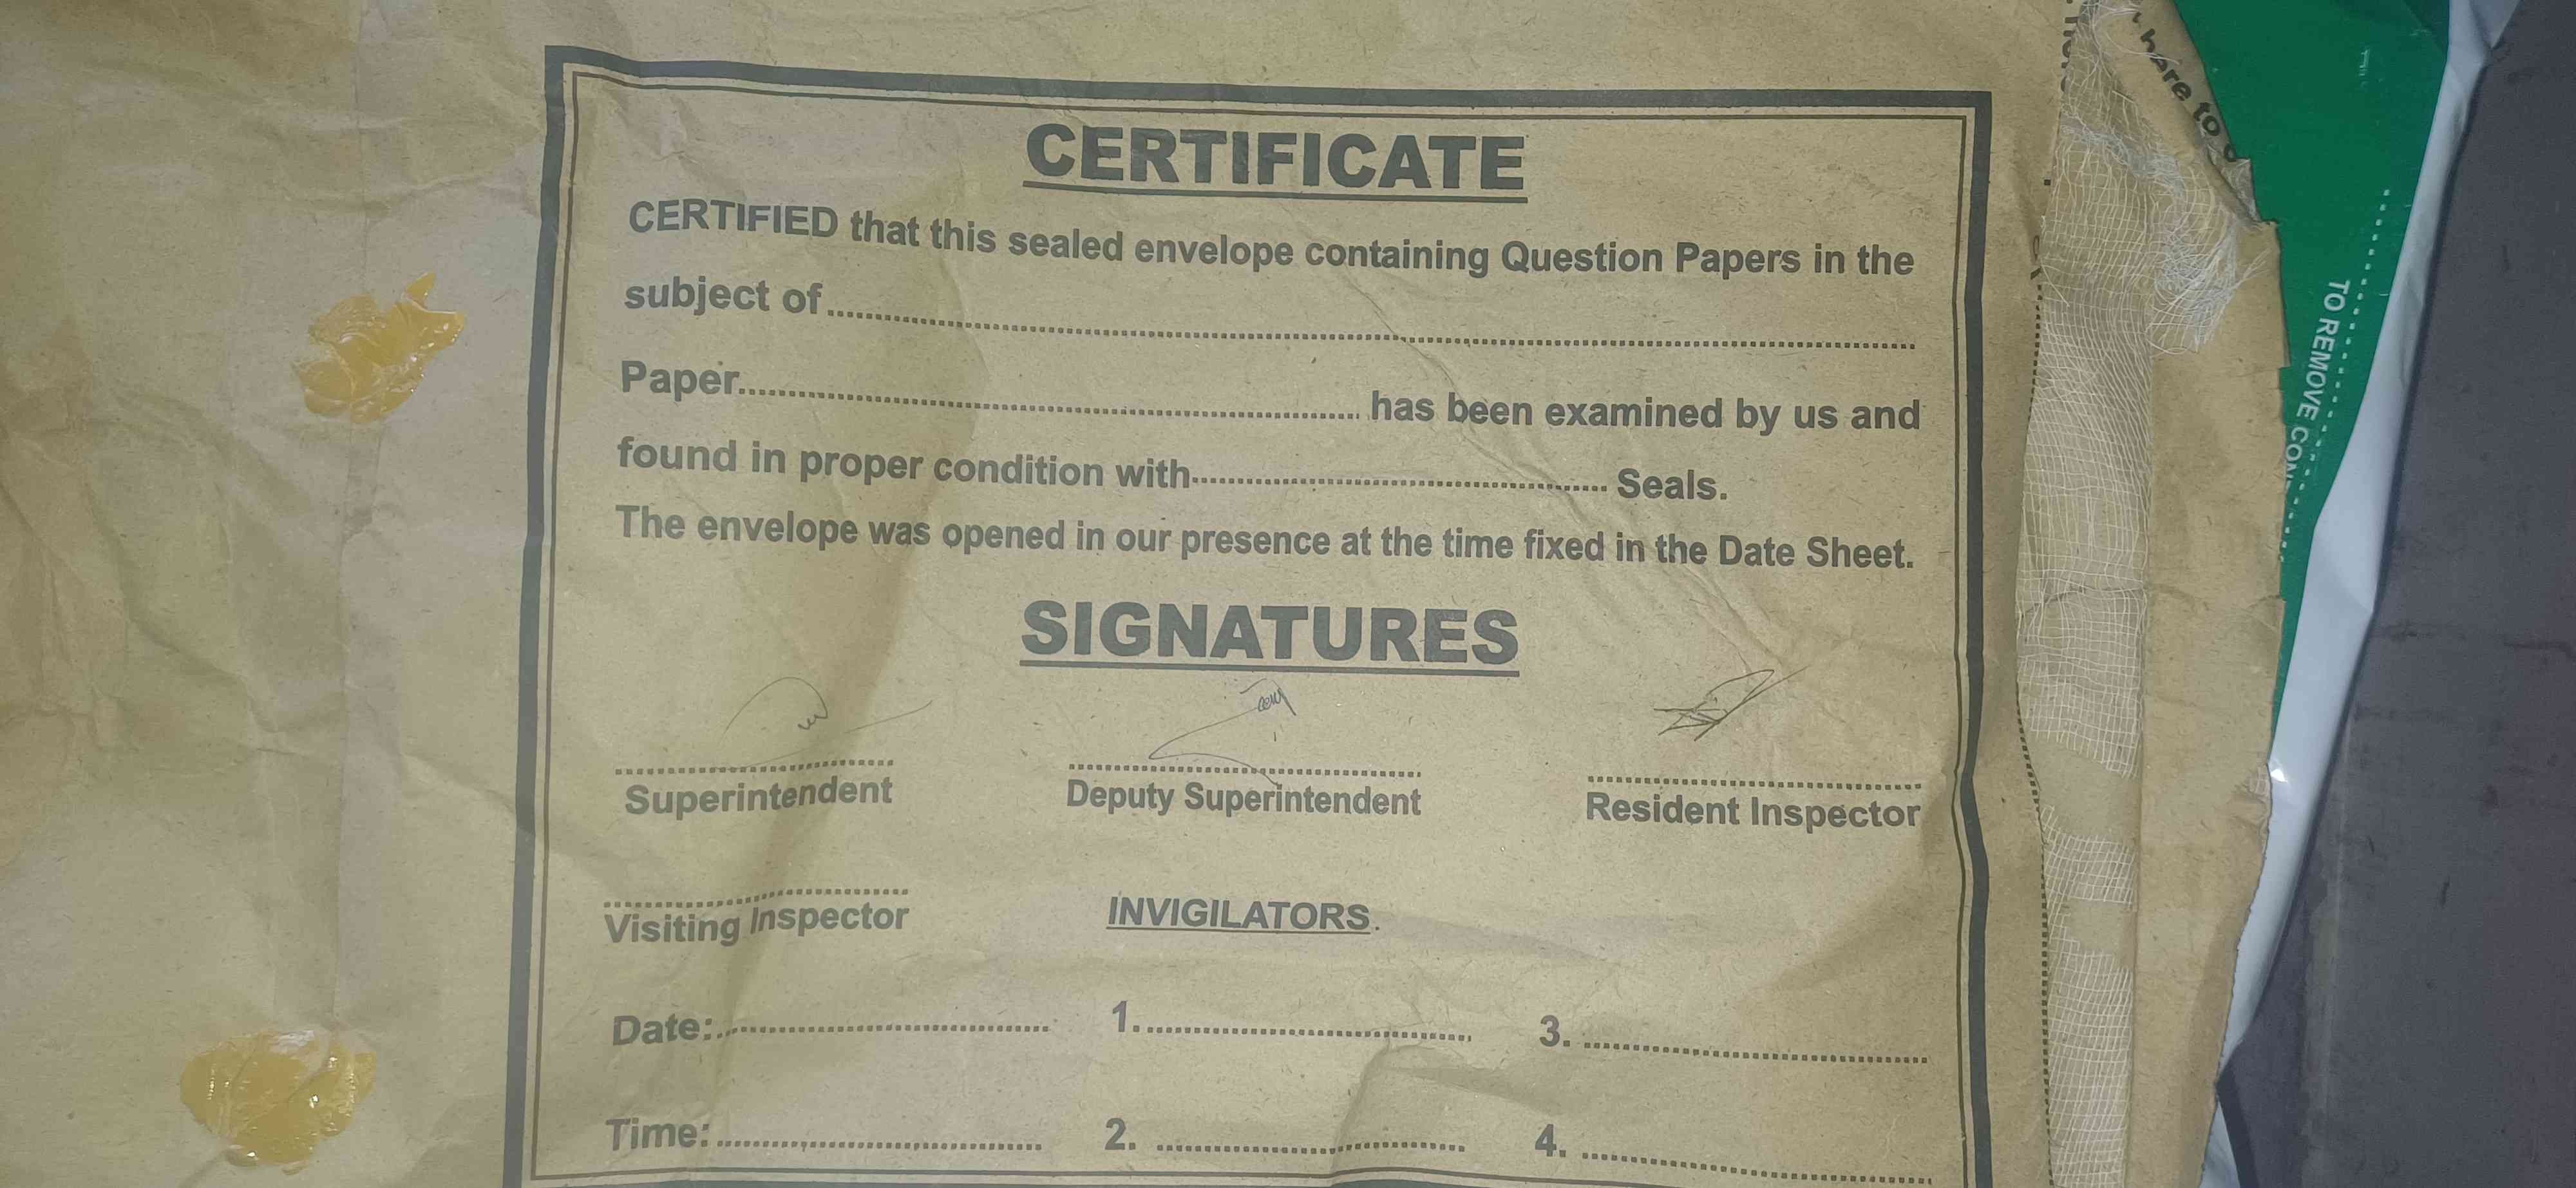 CERTIFICATE
CERTIFIED that this sealed envelope containing Question Papers in the
subject of
Paper has been examined by us and
found in proper condition with Seals.
The envelope was opened in our presence at the time fixed in the Date Sheet.
SIGNATURES
Superintendent Deputy Superintendent Resident Inspector
Visiting Inspector INVIGILATORS.
Date: 1. 3.
Time: 2. 4.
here to
TO REMOVE